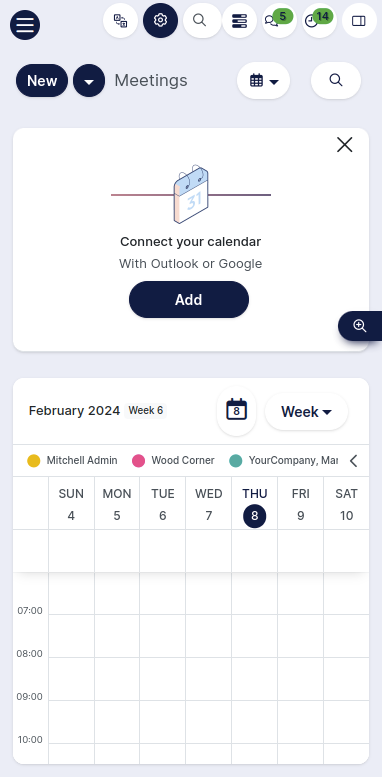 5
14
New
Meetings
31
Connect your calendar
With Outlook or Google
Add
February 2024
Week 6
8
Week
Mitchell Admin
Wood Corner
YourCompany, Mar
SUN
MON
TUE
WED
THU
FRI
SAT
4
5
6
7
8
9
10
07:00
08:00
09:00
10:00